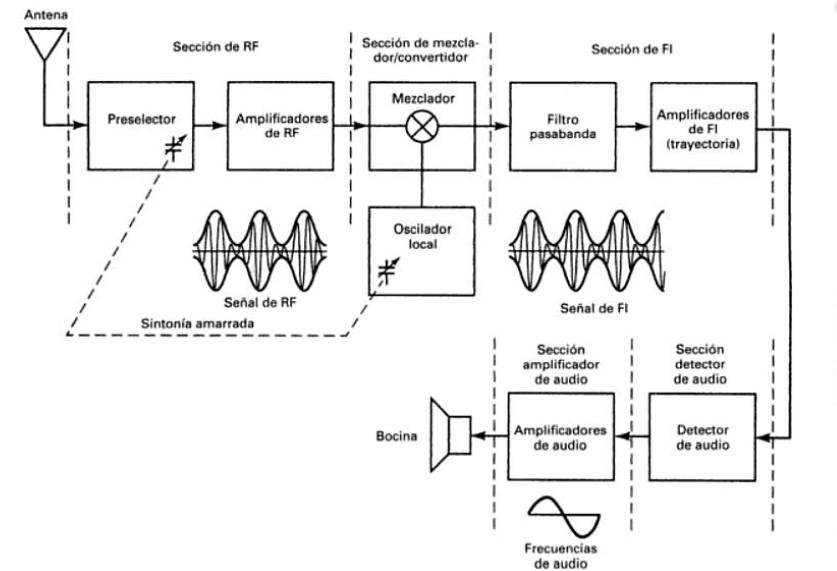 Antena
Sección de RF
Sección de mezcla-
dor/convertidor
Sección de FI
Preselector
Amplificadores
de RF
Mezclador
Filtro
pasabanda
Amplificadores
de FI
(trayectoria)
Oscilador
local
Señal de RF
Señal de FI
Sintonía amarrada
Sección
amplificador
de audio
Sección
detector
de audio
Bocina
Amplificadores
de audio
Detector
de audio
Frecuencias
de audio